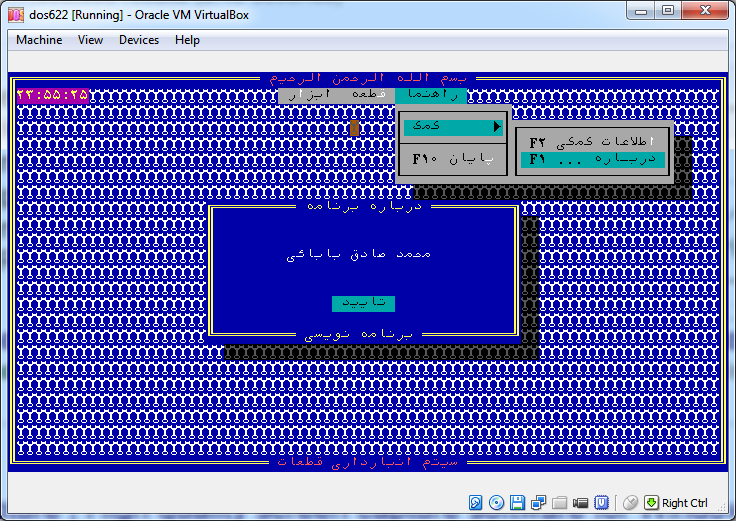 dos622 [Running] - Oracle VM VirtualBox
Machine View Devices Help
بسم الله الرحمن الرحيم
۲۳:۵۵:۲۵
راهنما قطعه ابزار
کمک
پایان F۱۰
اطلاعات کمکی F۲
درباره ... F۱
درباره برنامه
محمد صادق بابائی
تایید
برنامه نویسی
سیتم انبارداری قطعات
Right Ctrl